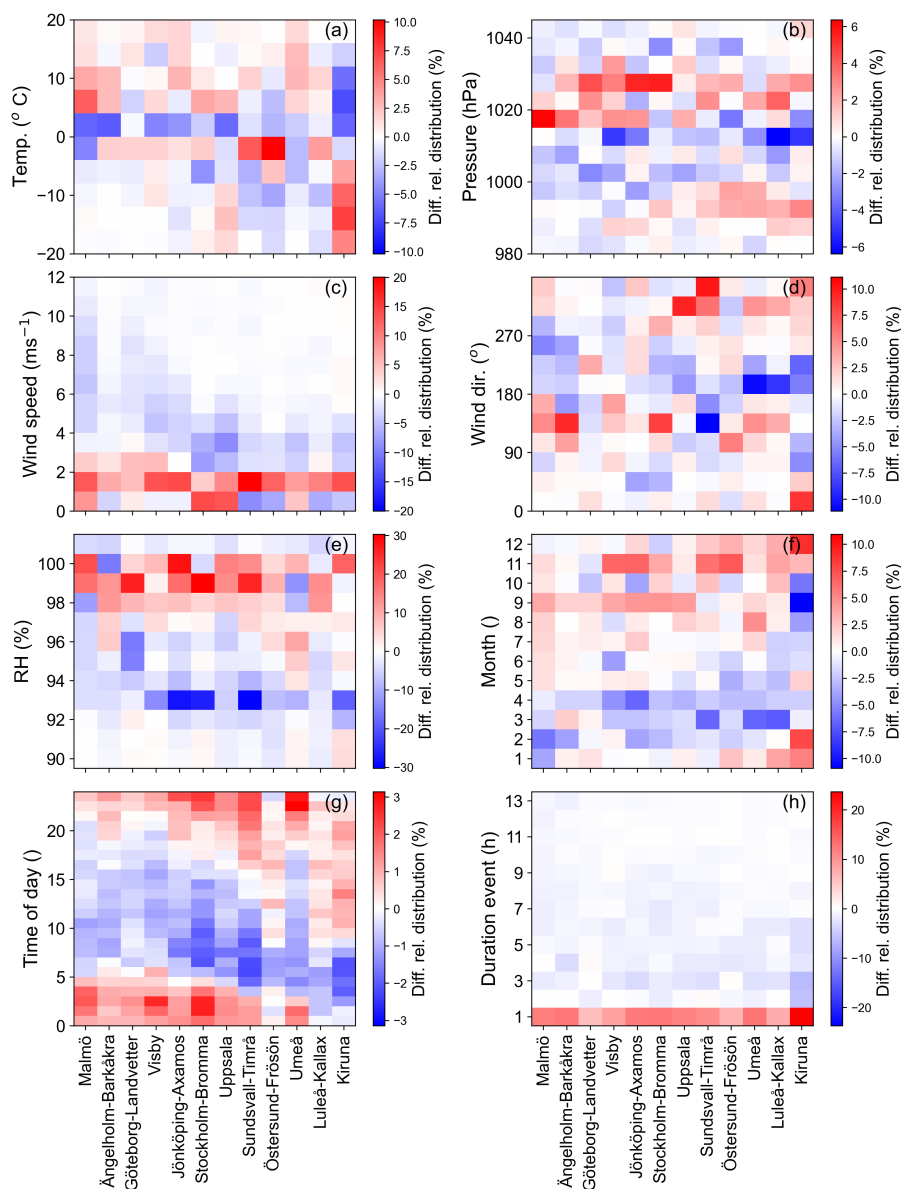 (a)
Temp. (° C)
20
10
0
−10
−20
10.0
7.5
5.0
2.5
0.0
−2.5
−5.0
−7.5
−10.0
Diff. rel. distribution (%)
(b)
Pressure (hPa)
1040
1020
1000
980
6
4
2
0
−2
−4
−6
Diff. rel. distribution (%)
(c)
Wind speed (ms⁻¹)
12
10
8
6
4
2
0
20
15
10
5
0
−5
−10
−15
−20
Diff. rel. distribution (%)
(d)
Wind dir. (°)
270
180
90
0
10.0
7.5
5.0
2.5
0.0
−2.5
−5.0
−7.5
−10.0
Diff. rel. distribution (%)
(e)
RH (%)
100
98
96
94
92
90
30
20
10
0
−10
−20
−30
Diff. rel. distribution (%)
(f)
Month ()
12
11
10
9
8
7
6
5
4
3
2
1
10.0
7.5
5.0
2.5
0.0
−2.5
−5.0
−7.5
−10.0
Diff. rel. distribution (%)
(g)
Time of day ()
20
15
10
5
0
3
2
1
0
−1
−2
−3
Diff. rel. distribution (%)
Malmö
Ängelholm-Barkåkra
Göteborg-Landvetter
Visby
Jönköping-Axamos
Stockholm-Bromma
Uppsala
Sundsvall-Timrå
Östersund-Frösön
Umeå
Luleå-Kallax
Kiruna
(h)
Duration event (h)
13
11
9
7
5
3
1
20
10
0
−10
−20
Diff. rel. distribution (%)
Malmö
Ängelholm-Barkåkra
Göteborg-Landvetter
Visby
Jönköping-Axamos
Stockholm-Bromma
Uppsala
Sundsvall-Timrå
Östersund-Frösön
Umeå
Luleå-Kallax
Kiruna